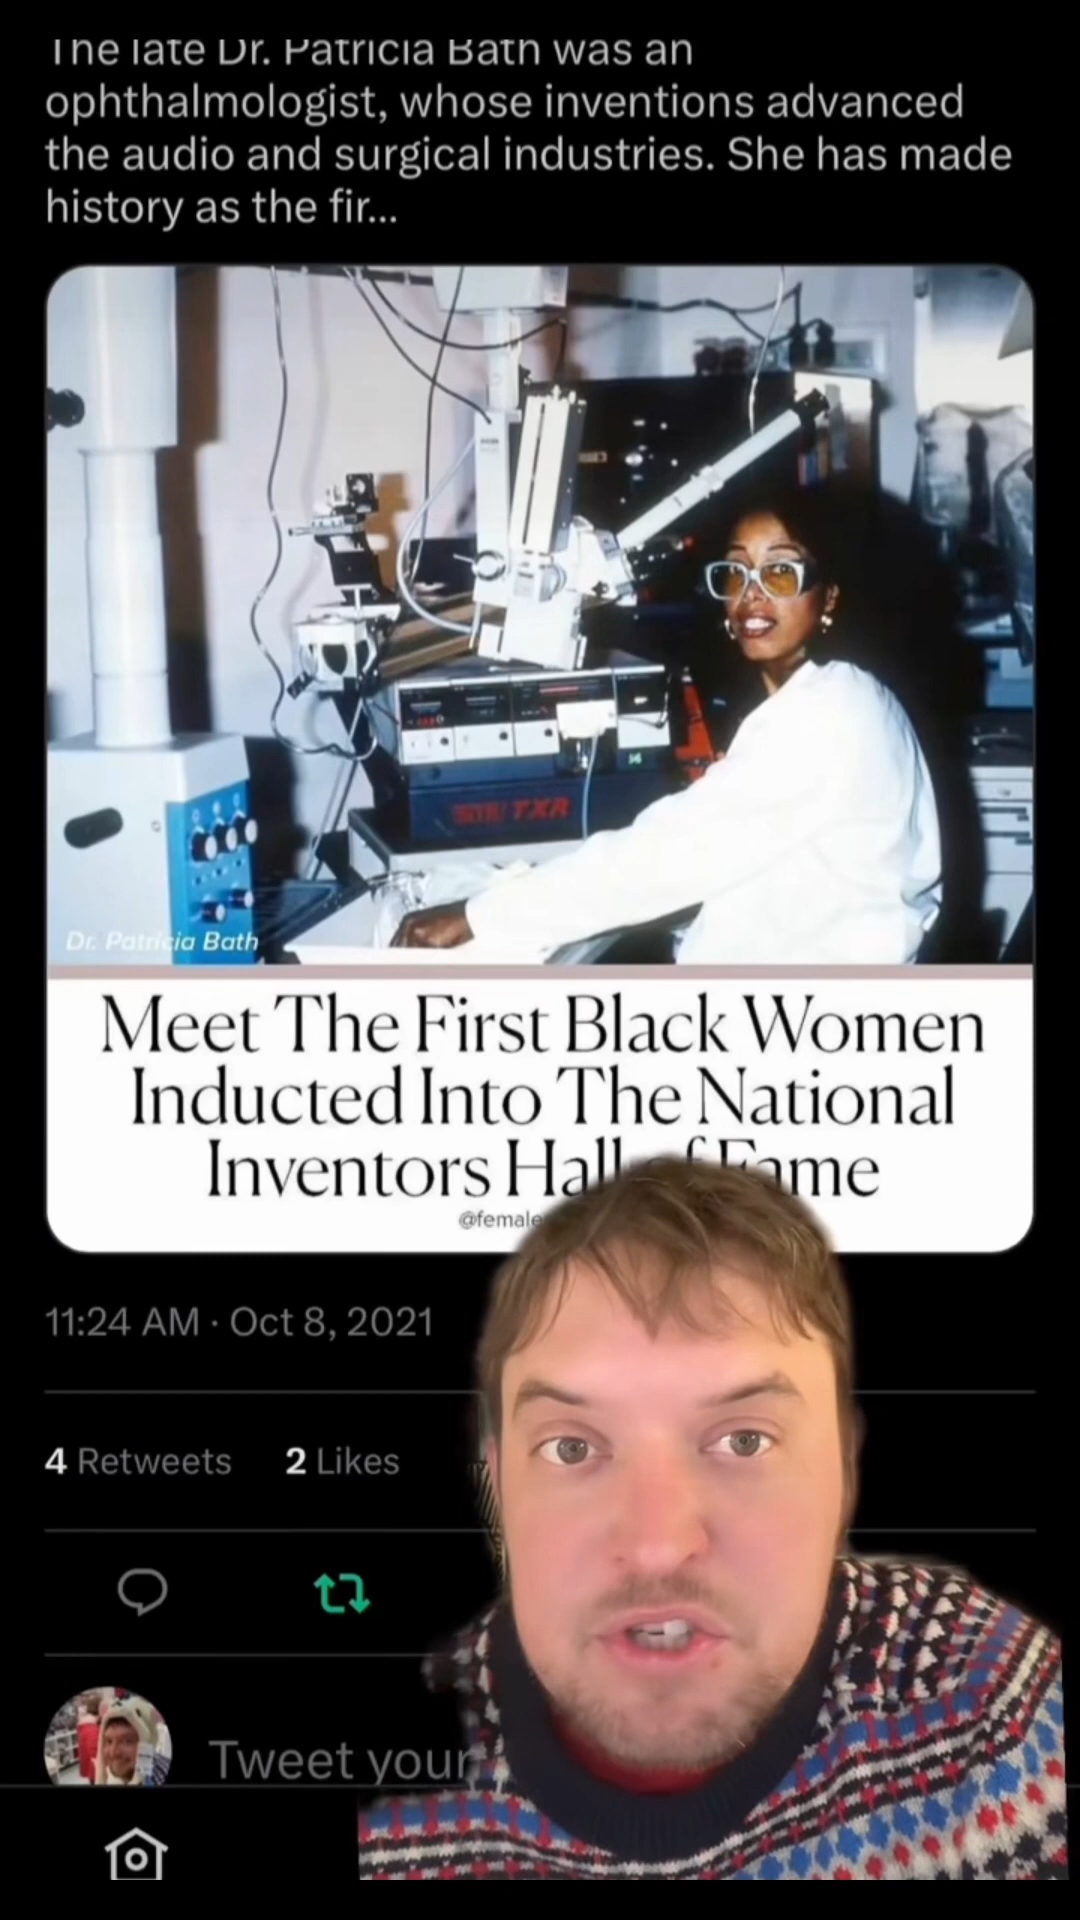 The late Dr. Patricia Bath was an
ophthalmologist, whose inventions advanced
the audio and surgical industries. She has made
history as the fir...
TXR
Dr. Patricia Bath
Meet The First Black Women
Inducted Into The National
Inventors Hall of Fame
@female
11:24 AM · Oct 8, 2021
4 Retweets 2 Likes
Tweet your